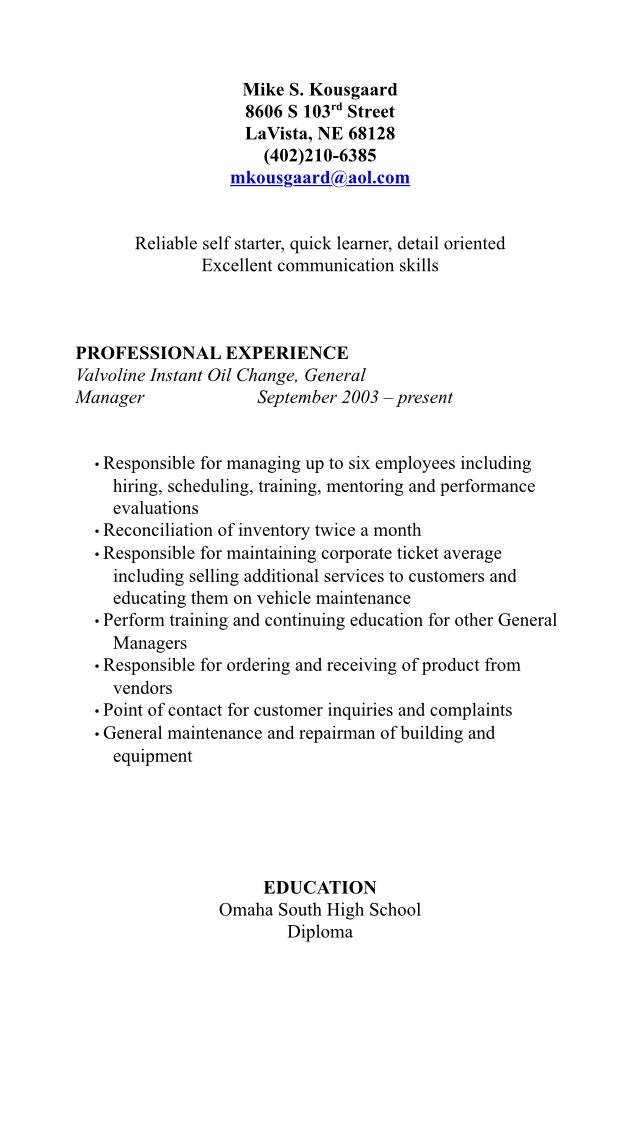 Mike S. Kousgaard
8606 S 103rd Street
LaVista, NE 68128
(402)210-6385
mkousgaard@aol.com
Reliable self starter, quick learner, detail oriented
Excellent communication skills
PROFESSIONAL EXPERIENCE
Valvoline Instant Oil Change, General
Manager September 2003 – present
• Responsible for managing up to six employees including
hiring, scheduling, training, mentoring and performance
evaluations
• Reconciliation of inventory twice a month
• Responsible for maintaining corporate ticket average
including selling additional services to customers and
educating them on vehicle maintenance
• Perform training and continuing education for other General
Managers
• Responsible for ordering and receiving of product from
vendors
• Point of contact for customer inquiries and complaints
• General maintenance and repairman of building and
equipment
EDUCATION
Omaha South High School
Diploma